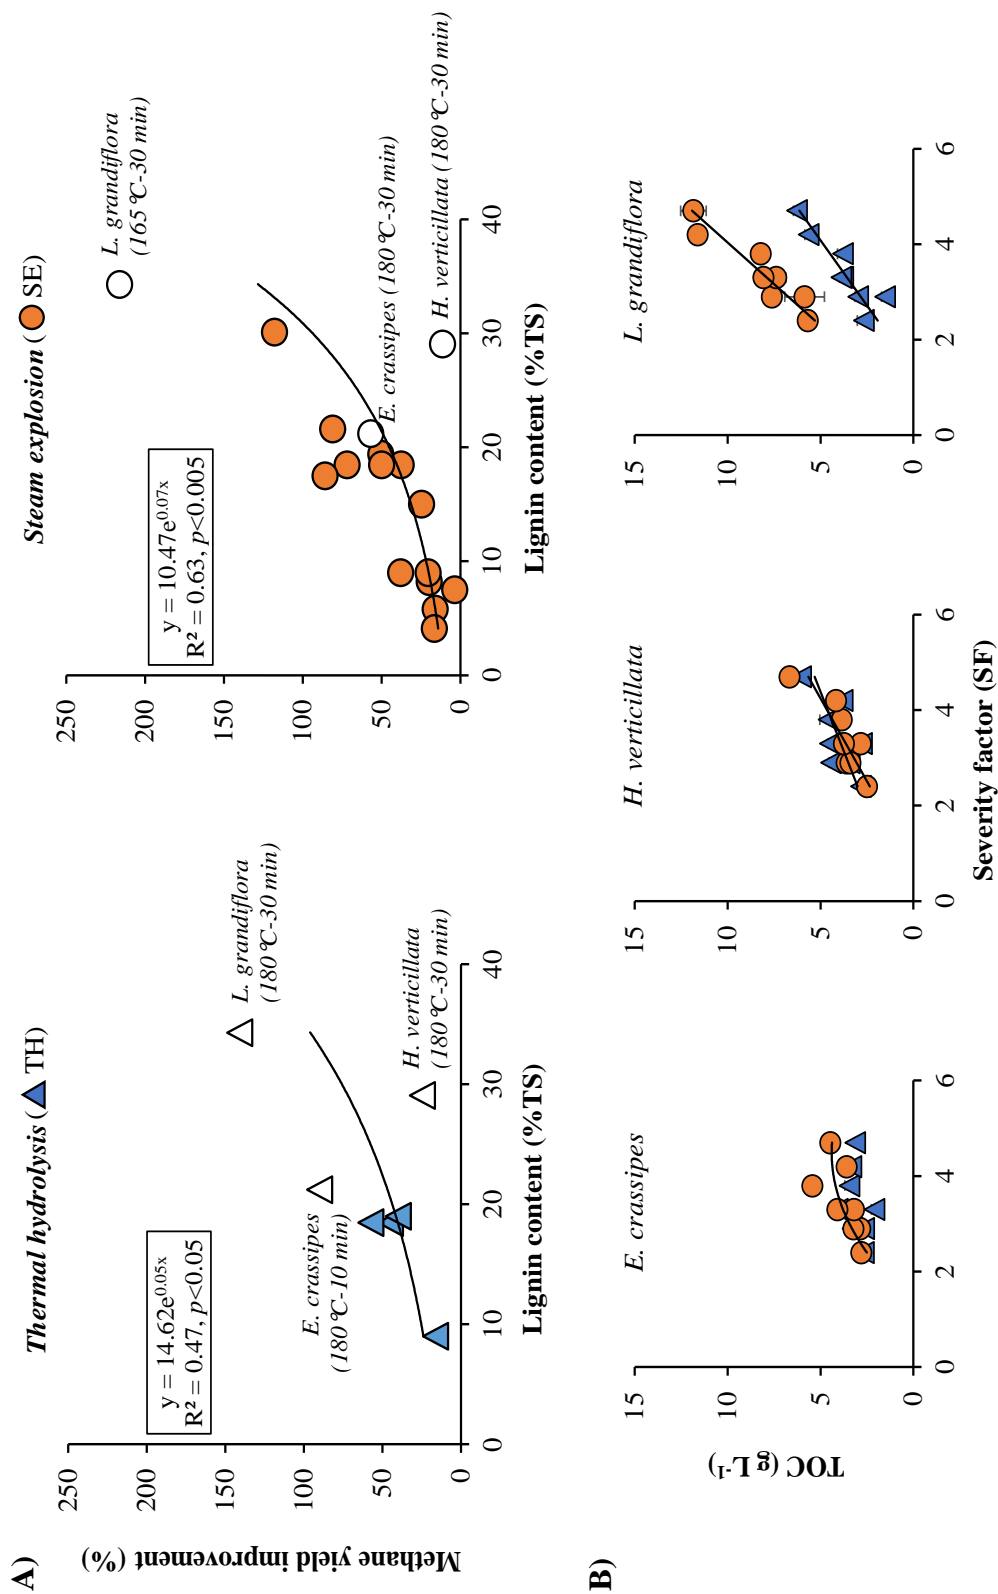 A)
Thermal hydrolysis ( TH)
Methane yield improvement (%)
250
200
150
100
50
0
y = 14.62e0.05x
R² = 0.47, p<0.05
L. grandiflora
(180℃-30 min)
E. crassipes
(180℃-10 min)
H. verticillata
(180℃-30 min)
0
10
20
30
40
Lignin content (%TS)
Steam explosion ( SE)
250
200
150
100
50
0
y = 10.47e0.07x
R² = 0.63, p<0.005
L. grandiflora
(165℃-30 min)
E. crassipes (180℃-30 min)
H. verticillata (180℃-30 min)
0
10
20
30
40
Lignin content (%TS)
B)
TOC (g L-1)
E. crassipes
15
10
5
0
0
2
4
6
H. verticillata
15
10
5
0
0
2
4
6
Severity factor (SF)
L. grandiflora
15
10
5
0
0
2
4
6